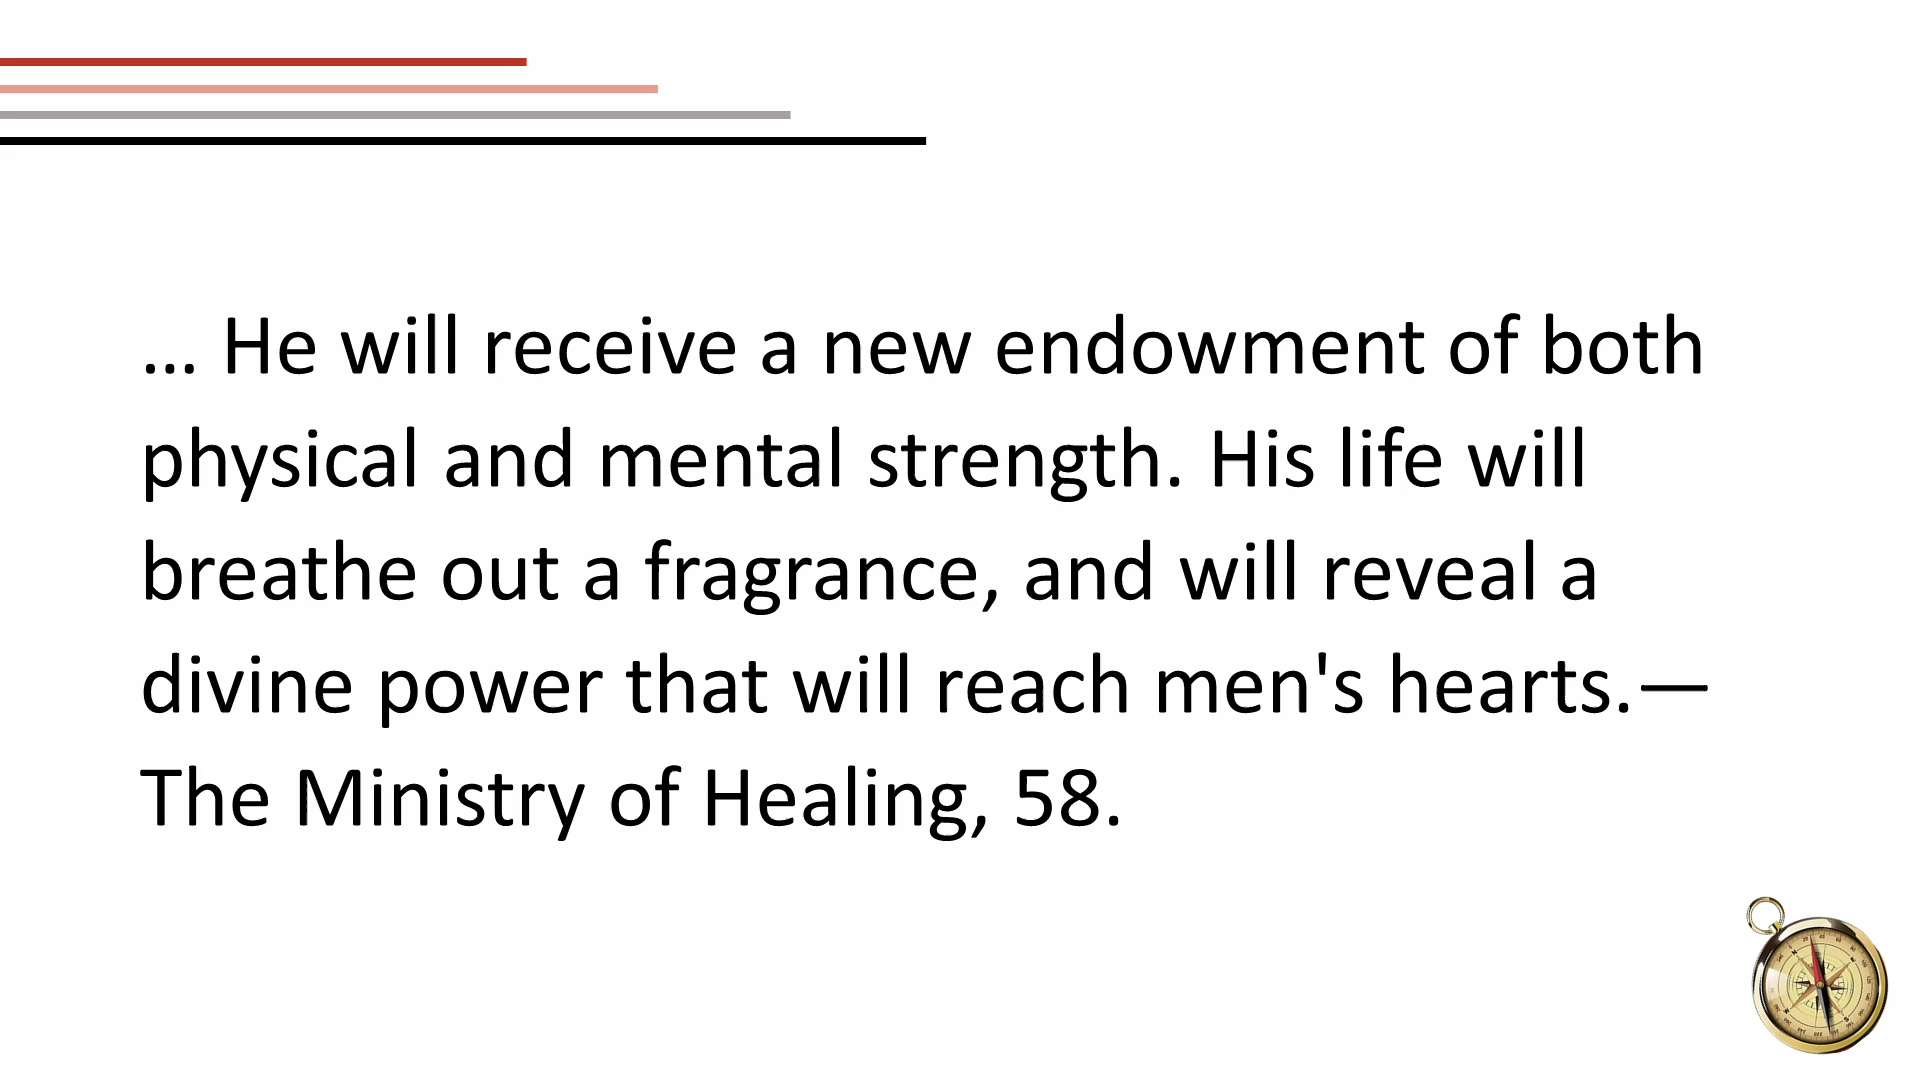 ... He will receive a new endowment of both
physical and mental strength. His life will
breathe out a fragrance, and will reveal a
divine power that will reach men's hearts.—
The Ministry of Healing, 58.